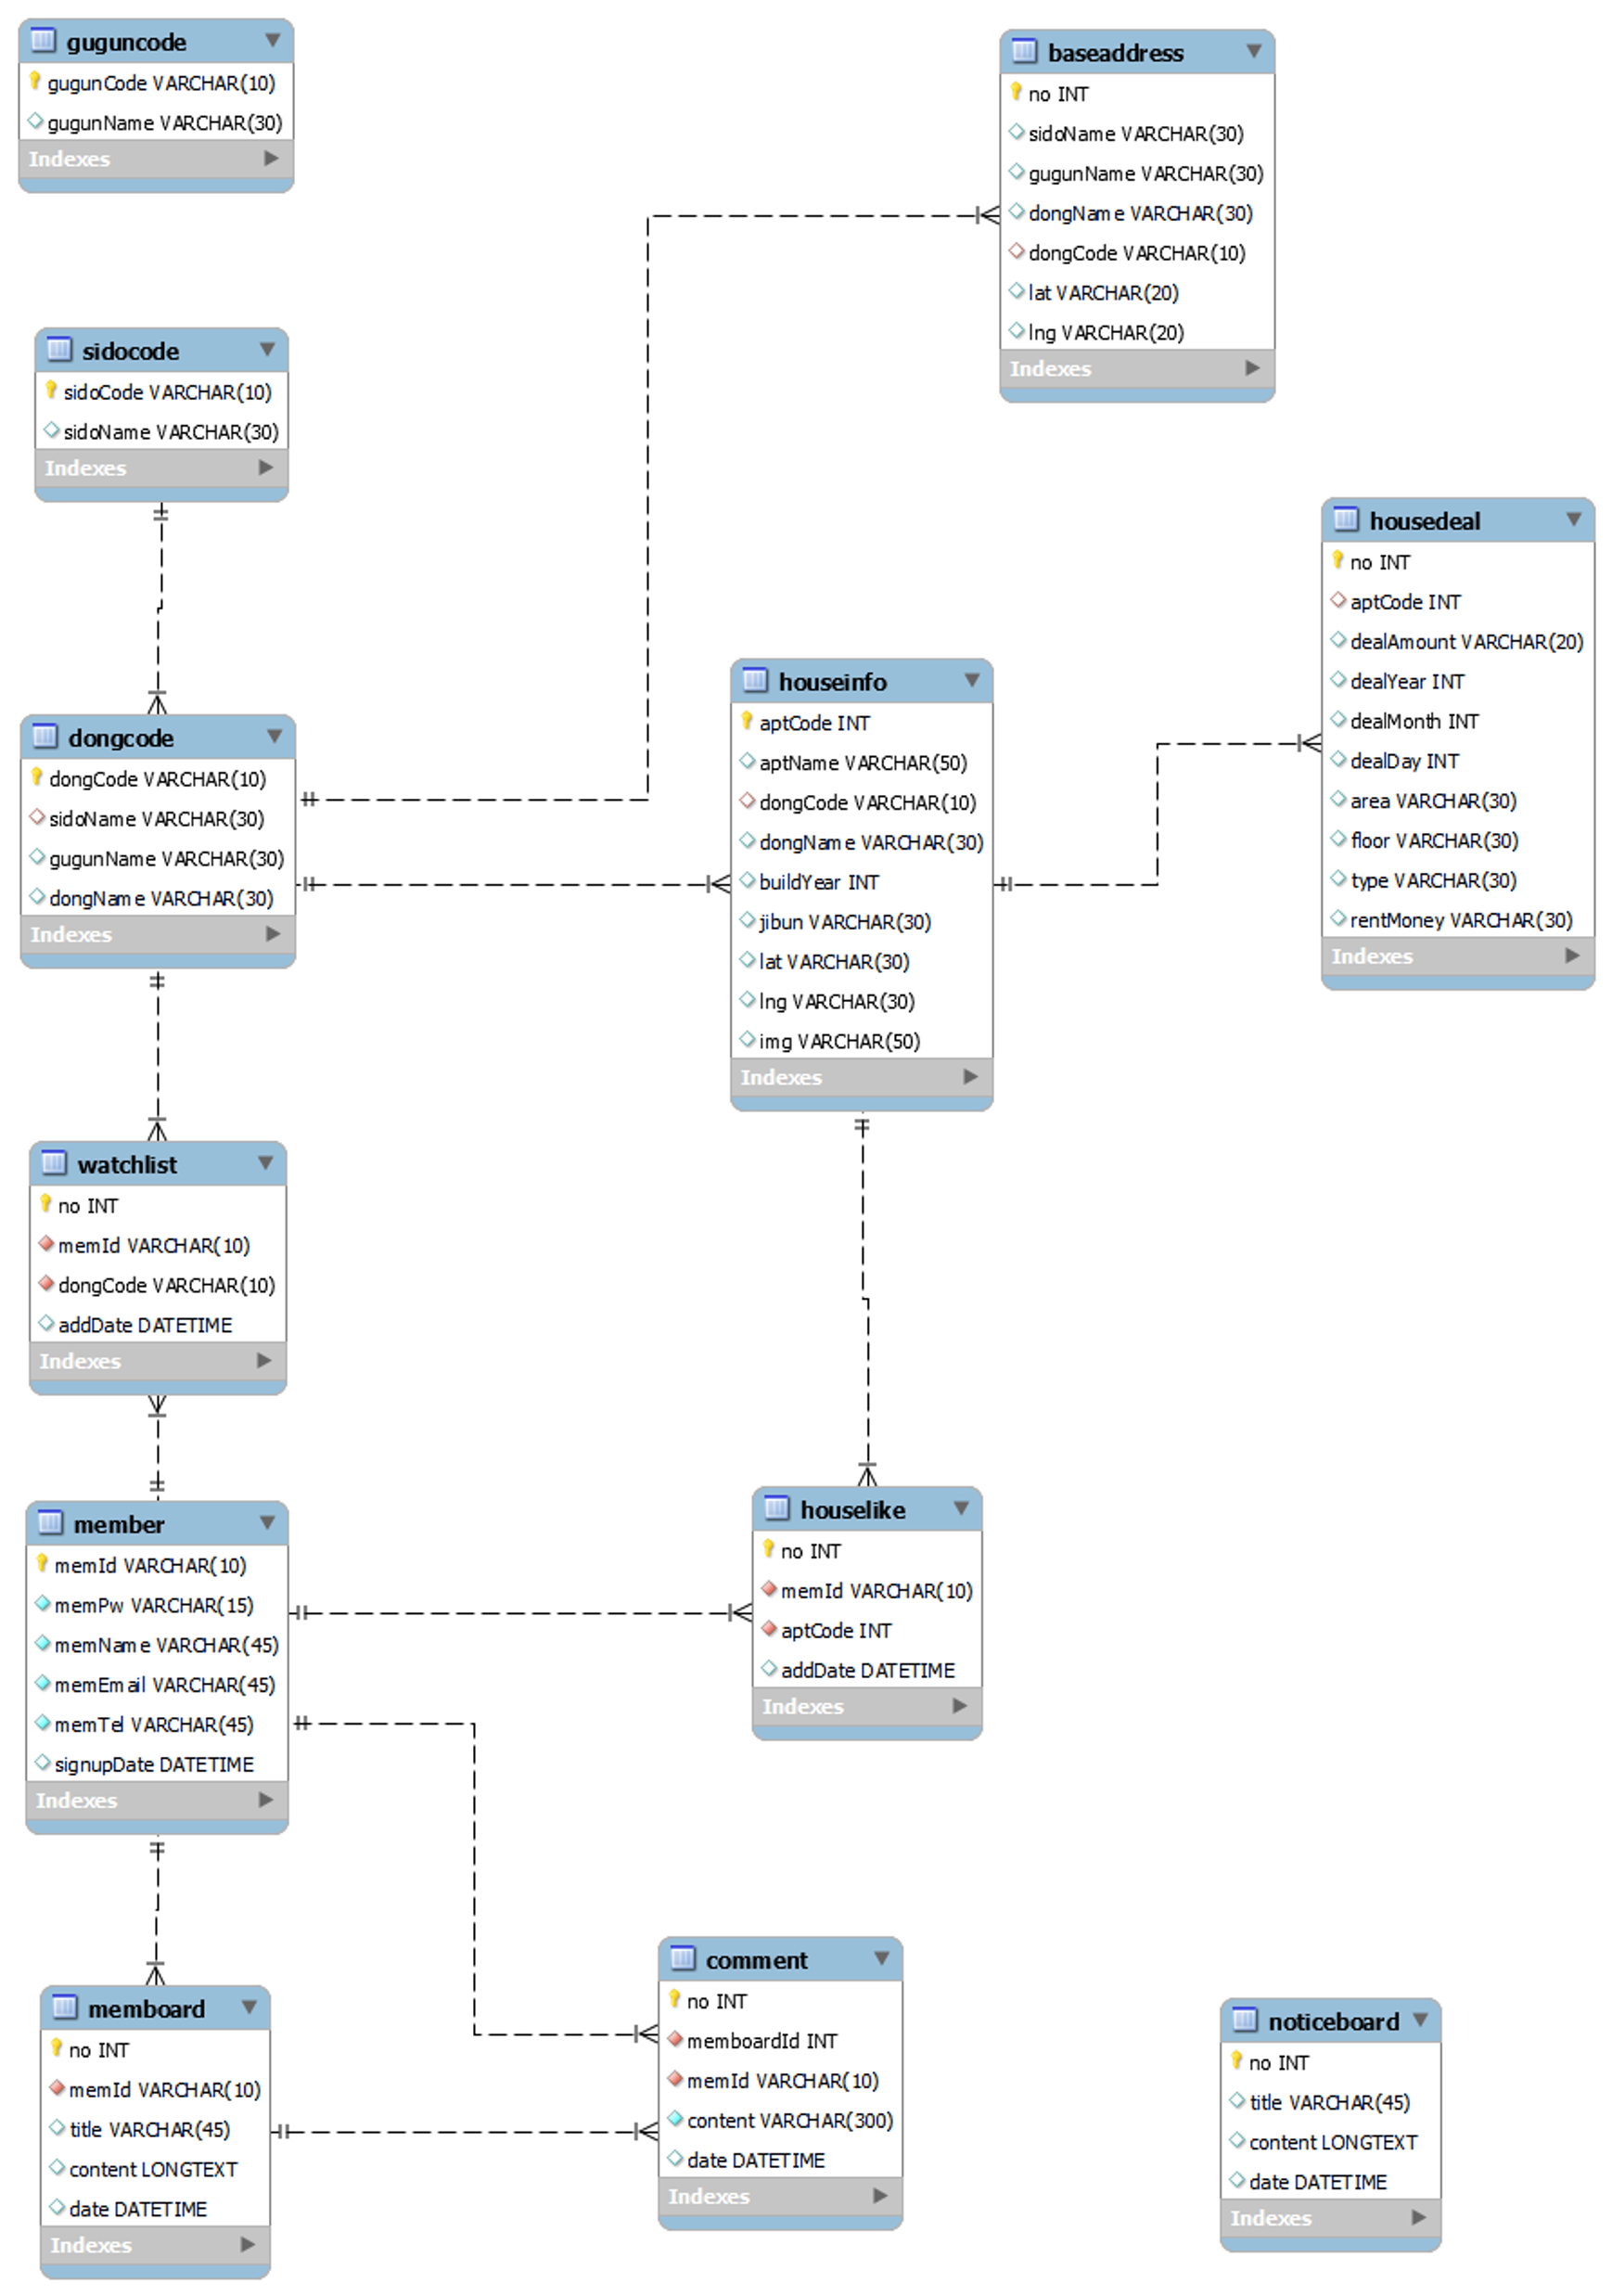 guguncode
gugunCode VARCHAR(10)
gugunName VARCHAR(30)
Indexes
baseaddress
no INT
sidoName VARCHAR(30)
gugunName VARCHAR(30)
dongName VARCHAR(30)
dongCode VARCHAR(10)
lat VARCHAR(20)
lng VARCHAR(20)
Indexes
sidocode
sidoCode VARCHAR(10)
sidoName VARCHAR(30)
Indexes
housedeal
no INT
aptCode INT
dealAmount VARCHAR(20)
dealYear INT
dealMonth INT
dealDay INT
area VARCHAR(30)
floor VARCHAR(30)
type VARCHAR(30)
rentMoney VARCHAR(30)
Indexes
houseinfo
aptCode INT
aptName VARCHAR(50)
dongCode VARCHAR(10)
dongName VARCHAR(30)
buildYear INT
jibun VARCHAR(30)
lat VARCHAR(30)
lng VARCHAR(30)
img VARCHAR(50)
Indexes
dongcode
dongCode VARCHAR(10)
sidoName VARCHAR(30)
gugunName VARCHAR(30)
dongName VARCHAR(30)
Indexes
watchlist
no INT
memId VARCHAR(10)
dongCode VARCHAR(10)
addDate DATETIME
Indexes
member
memId VARCHAR(10)
memPw VARCHAR(15)
memName VARCHAR(45)
memEmail VARCHAR(45)
memTel VARCHAR(45)
signupDate DATETIME
Indexes
houselike
no INT
memId VARCHAR(10)
aptCode INT
addDate DATETIME
Indexes
memboard
no INT
memId VARCHAR(10)
title VARCHAR(45)
content LONGTEXT
date DATETIME
Indexes
comment
no INT
memboardId INT
memId VARCHAR(10)
content VARCHAR(300)
date DATETIME
Indexes
noticeboard
no INT
title VARCHAR(45)
content LONGTEXT
date DATETIME
Indexes